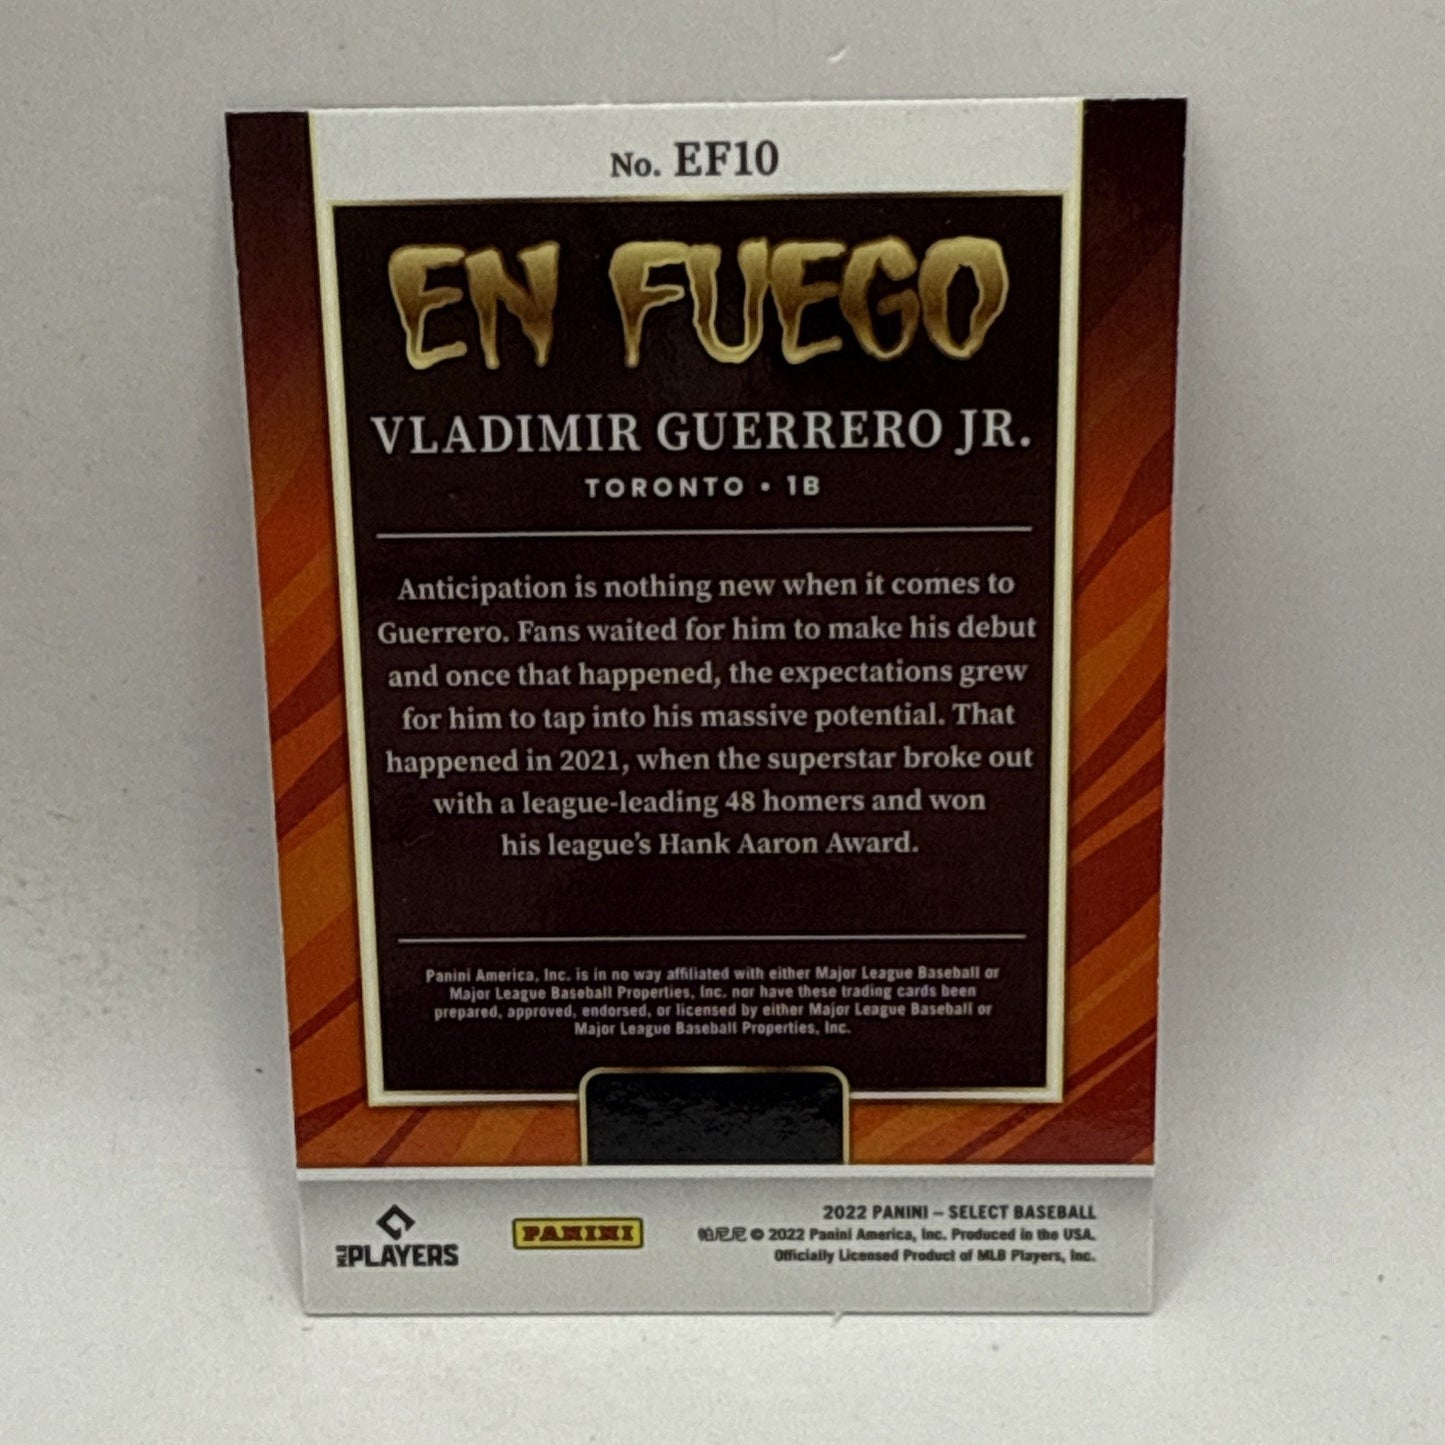 No. EF10
EN FUEGO
VLADIMIR GUERRERO JR.
TORONTO • 1B
Anticipation is nothing new when it comes to
Guerrero. Fans waited for him to make his debut
and once that happened, the expectations grew
for him to tap into his massive potential. That
happened in 2021, when the superstar broke out
with a league-leading 48 homers and won
his league's Hank Aaron Award.
Panini America, Inc. is in no way affiliated with either Major League Baseball or
Major League Baseball Properties, Inc. nor have these trading cards been
prepared, approved, endorsed, or licensed by either Major League Baseball or
Major League Baseball Properties, Inc.
MLB PLAYERS
PANINI
2022 PANINI – SELECT BASEBALL
帕尼尼 © 2022 Panini America, Inc. Produced in the USA.
Officially Licensed Product of MLB Players, Inc.